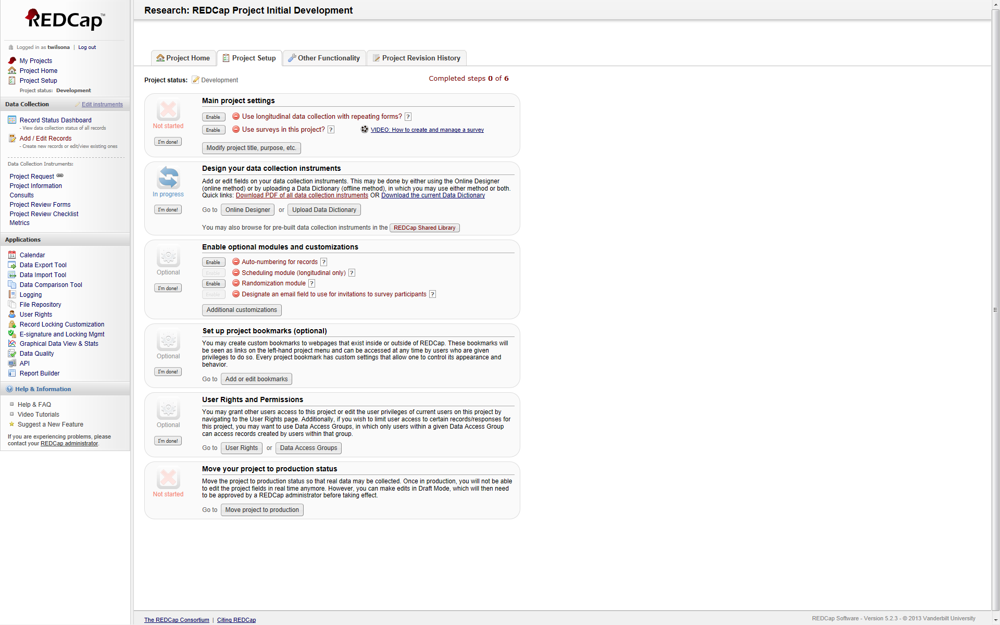 REDCap™
Logged in as twilsona | Log out
My Projects
Project Home
Project Setup
Project status: Development
Data Collection
Edit instruments
Record Status Dashboard
- View data collection status of all records
Add / Edit Records
- Create new records or edit/view existing ones
Data Collection Instruments:
Project Request
Project Information
Consults
Project Review Forms
Project Review Checklist
Metrics
Applications
Calendar
Data Export Tool
Data Import Tool
Data Comparison Tool
Logging
File Repository
User Rights
Record Locking Customization
E-signature and Locking Mgmt
Graphical Data View & Stats
Data Quality
API
Report Builder
Help & Information
Help & FAQ
Video Tutorials
Suggest a New Feature
If you are experiencing problems, please
contact your REDCap administrator.
Research: REDCap Project Initial Development
Project Home
Project Setup
Other Functionality
Project Revision History
Project status: Development
Completed steps 0 of 6
Not started
I'm done!
Main project settings
Enable Use longitudinal data collection with repeating forms? ?
Enable Use surveys in this project? ? VIDEO: How to create and manage a survey
Modify project title, purpose, etc.
In progress
I'm done!
Design your data collection instruments
Add or edit fields on your data collection instruments. This may be done by either using the Online Designer
(online method) or by uploading a Data Dictionary (offline method), in which you may use either method or both.
Quick links: Download PDF of all data collection instruments OR Download the current Data Dictionary
Go to Online Designer or Upload Data Dictionary
You may also browse for pre-built data collection instruments in the REDCap Shared Library
Optional
I'm done!
Enable optional modules and customizations
Enable Auto-numbering for records ?
Enable Scheduling module (longitudinal only) ?
Enable Randomization module ?
Enable Designate an email field to use for invitations to survey participants ?
Additional customizations
Optional
I'm done!
Set up project bookmarks (optional)
You may create custom bookmarks to webpages that exist inside or outside of REDCap. These bookmarks will
be seen as links on the left-hand project menu and can be accessed at any time by users who are given
privileges to do so. Every project bookmark has custom settings that allow one to control its appearance and
behavior.
Go to Add or edit bookmarks
Optional
I'm done!
User Rights and Permissions
You may grant other users access to this project or edit the user privileges of current users on this project by
navigating to the User Rights page. Additionally, if you wish to limit user access to certain records/responses for
this project, you may want to use Data Access Groups, in which only users within a given Data Access Group
can access records created by users within that group.
Go to User Rights or Data Access Groups
Not started
Move your project to production status
Move the project to production status so that real data may be collected. Once in production, you will not be able
to edit the project fields in real time anymore. However, you can make edits in Draft Mode, which will then need
to be approved by a REDCap administrator before taking effect.
Go to Move project to production
The REDCap Consortium | Citing REDCap
REDCap Software - Version 5.2.3 - © 2013 Vanderbilt University